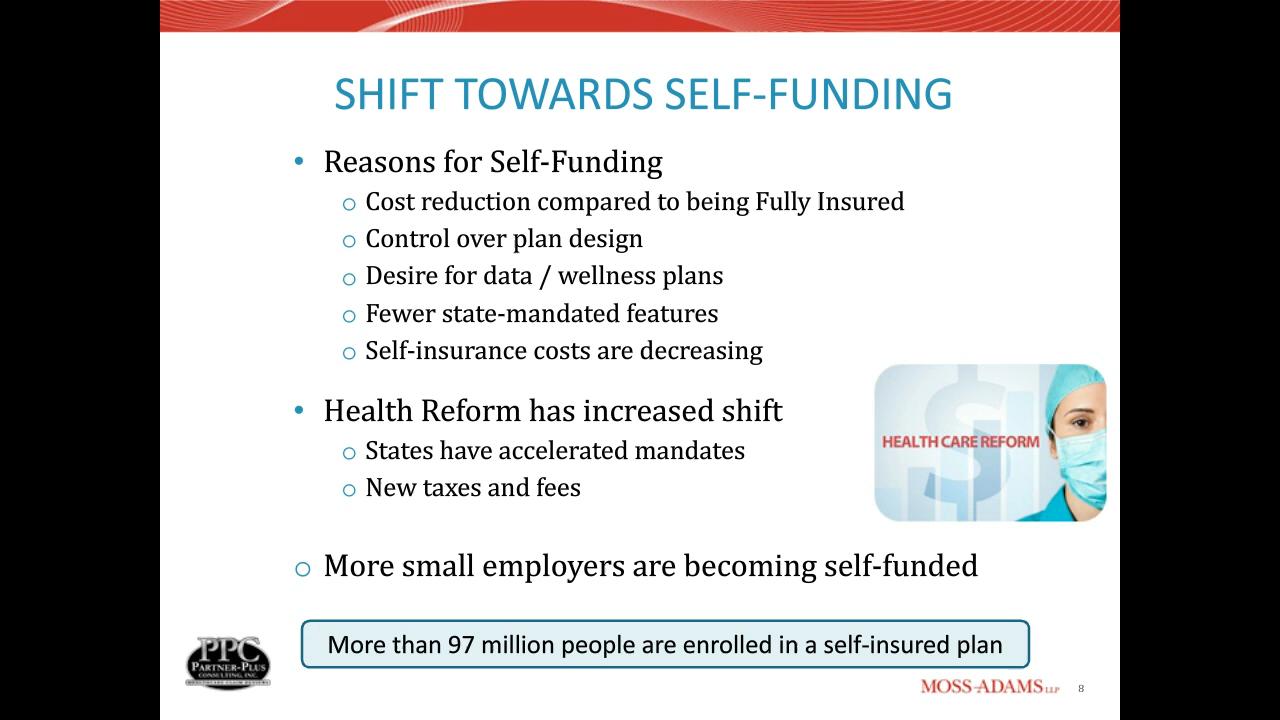 SHIFT TOWARDS SELF-FUNDING
• Reasons for Self-Funding
o Cost reduction compared to being Fully Insured
o Control over plan design
o Desire for data / wellness plans
o Fewer state-mandated features
o Self-insurance costs are decreasing
• Health Reform has increased shift
o States have accelerated mandates
o New taxes and fees
HEALTH CARE REFORM
o More small employers are becoming self-funded
More than 97 million people are enrolled in a self-insured plan
PPC
PARTNER-PLUS
CONSULTING, INC.
MOSS-ADAMS LLP
8